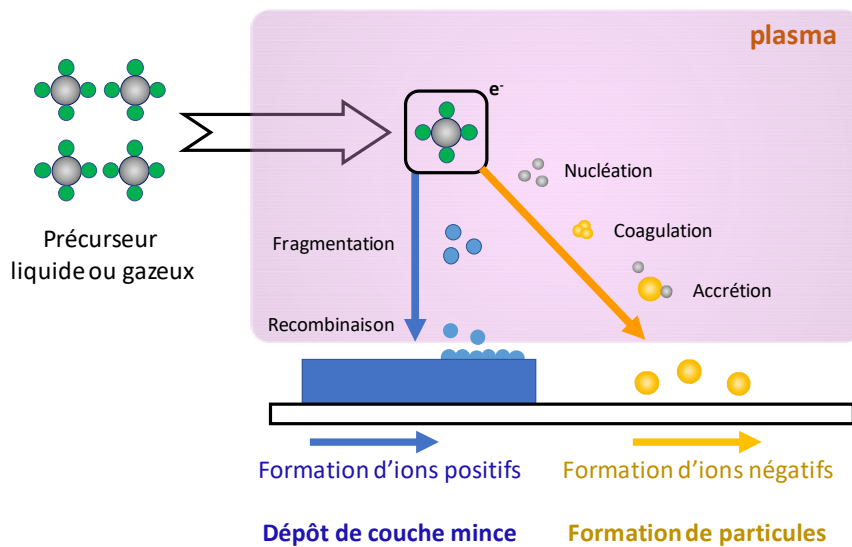 plasma
e-
Nucléation
Précurseur
liquide ou gazeux
Fragmentation
Coagulation
Accrétion
Recombinaison
Formation d'ions positifs
Formation d'ions négatifs
Dépôt de couche mince
Formation de particules